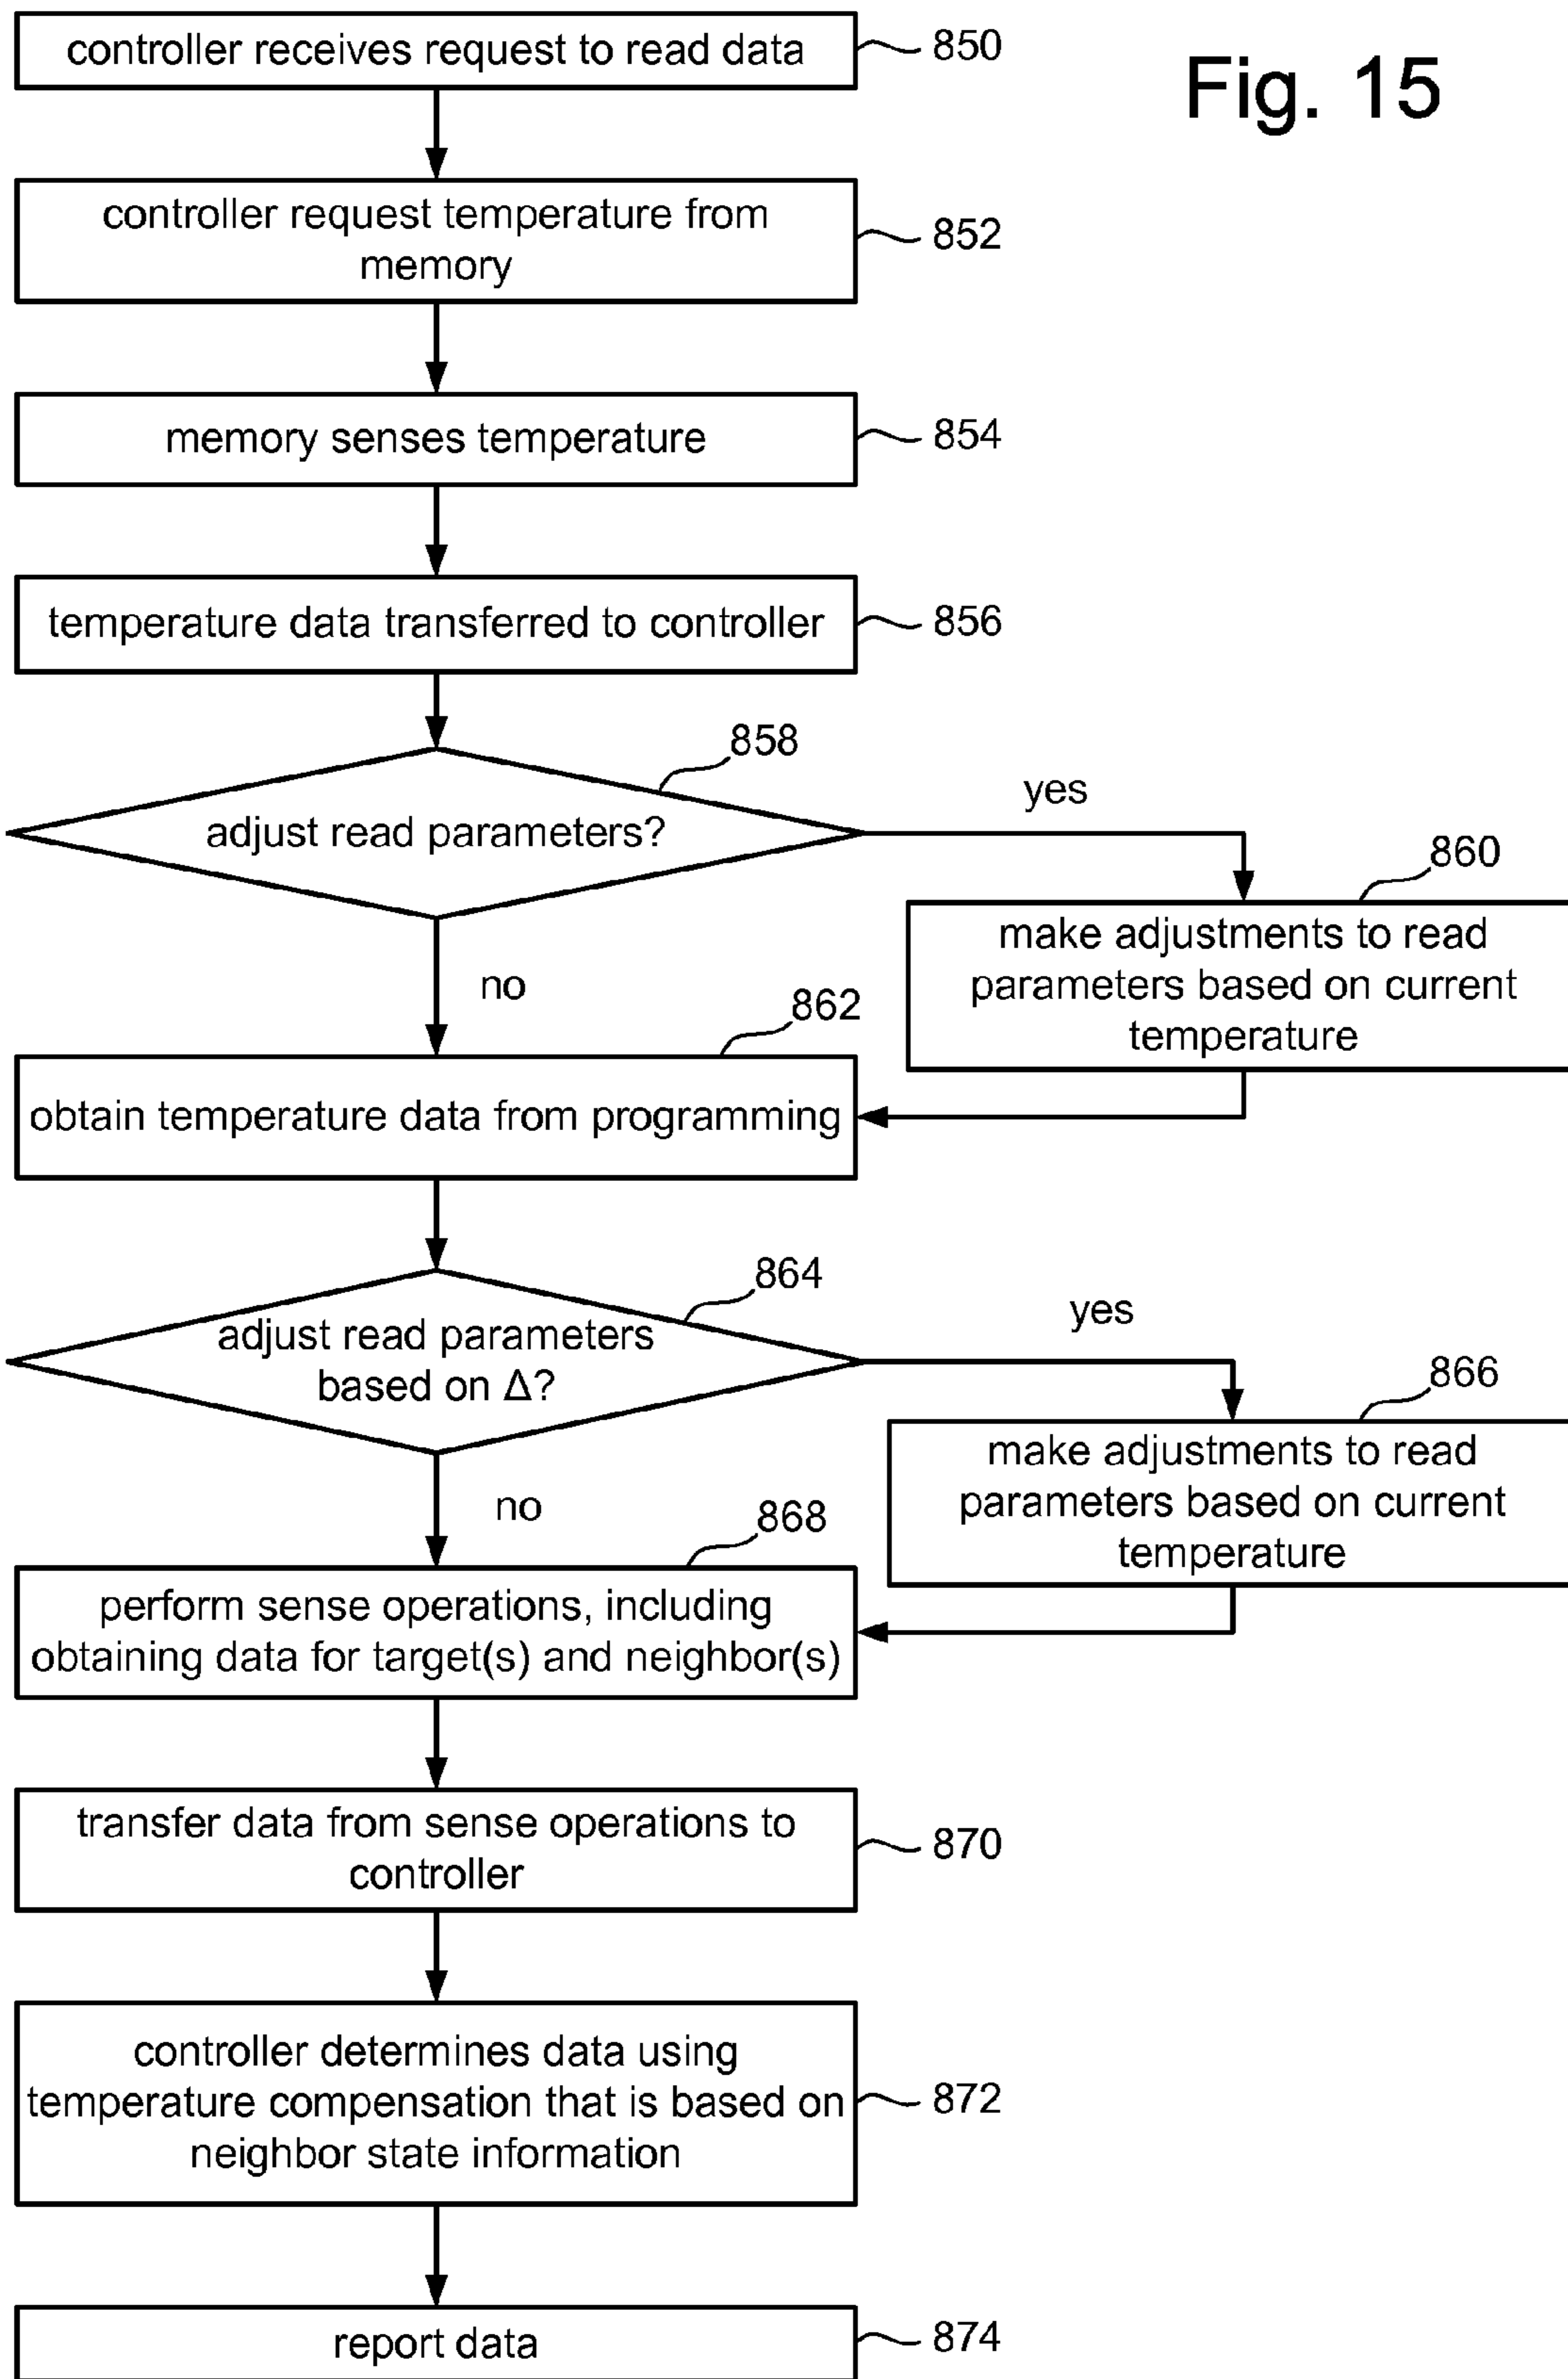 controller receives request to read data
850
Fig. 15
controller request temperature from
memory
852
memory senses temperature
854
temperature data transferred to controller
856
858
adjust read parameters?
yes
860
make adjustments to read
parameters based on current
temperature
no
862
obtain temperature data from programming
864
adjust read parameters
based on Δ?
yes
866
make adjustments to read
parameters based on current
temperature
no
868
perform sense operations, including
obtaining data for target(s) and neighbor(s)
transfer data from sense operations to
controller
870
controller determines data using
temperature compensation that is based on
neighbor state information
872
report data
874